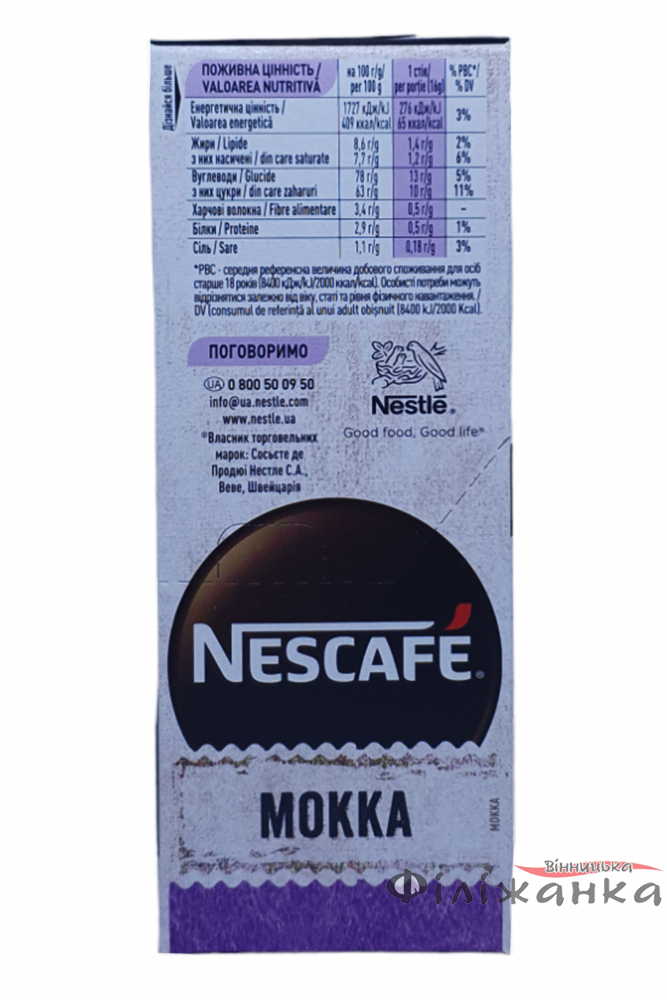 Дізнайся більше
ПОЖИВНА ЦІННІСТЬ / на 100 г/g/ 1 стік/ % РВС*/
VALOAREA NUTRITIVĂ per 100 g per porție (16g) % DV
Енергетична цінність / 1727 кДж/kJ 276 кДж/kJ 3%
Valoarea energetică 409 ккал/kcal 65 ккал/kcal
Жири / Lipide 8,6 г/g 1,4 г/g 2%
з них насичені / din care saturate 7,7 г/g 1,2 г/g 6%
Вуглеводи / Glucide 78 г/g 13 г/g 5%
з них цукри / din care zaharuri 63 г/g 10 г/g 11%
Харчові волокна / Fibre alimentare 3,4 г/g 0,5 г/g –
Білки / Proteine 2,9 г/g 0,5 г/g 1%
Сіль / Sare 1,1 г/g 0,18 г/g 3%
*РВС - середня референсна величина добового споживання для осіб
старше 18 років (8400 кДж/kJ/2000 ккал/kcal). Особисті потреби можуть
відрізнятися залежно від віку, статі та рівня фізичного навантаження. /
DV (consumul de referință al unui adult obișnuit (8400 kJ/2000 Kcal).
ПОГОВОРИМО
UA 0 800 50 09 50
info@ua.nestle.com
www.nestle.ua
®Власник торговельних
марок: Сосьєте де
Продюї Нестле С.А.,
Веве, Швейцарія
Nestlé®
Good food, Good life*
NESCAFÉ®
МОККА
МОККА
Вінницька
Філіжанка